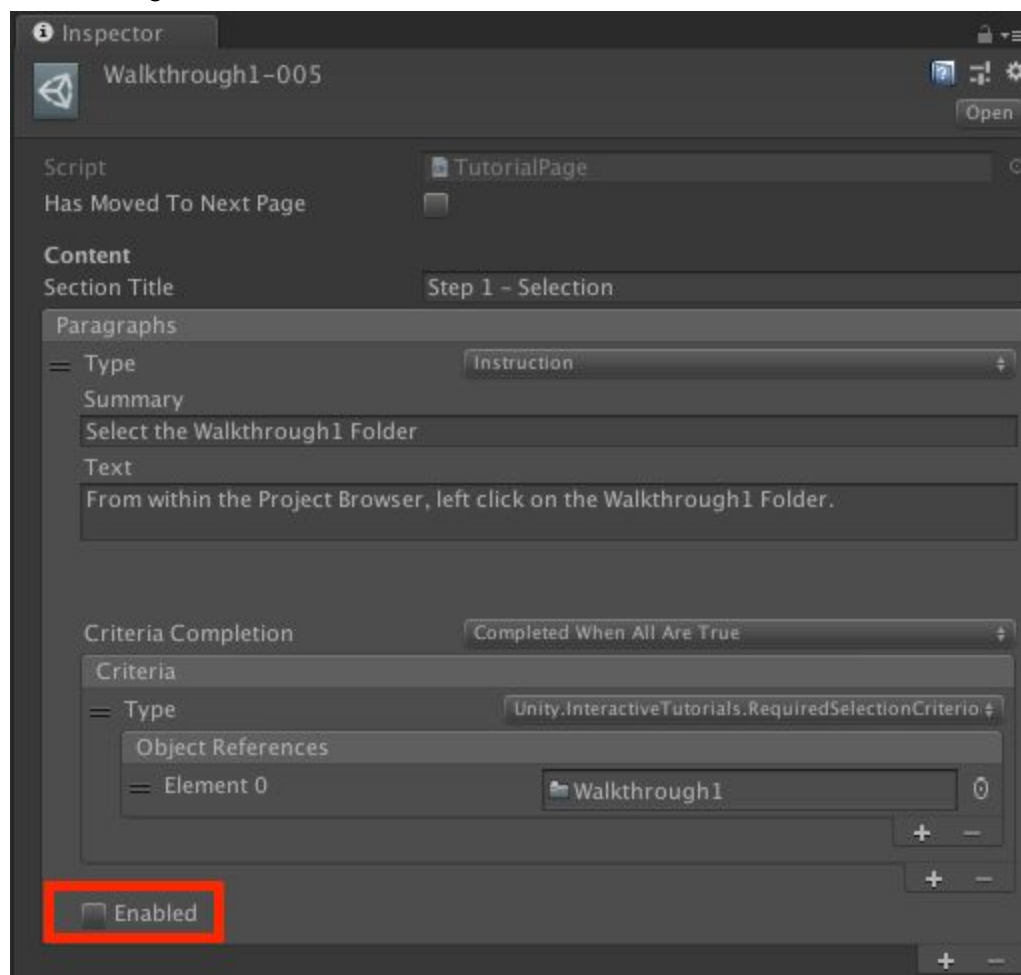 Inspector
Walkthrough1-005
Open
Script TutorialPage
Has Moved To Next Page
Content
Section Title Step 1 - Selection
Paragraphs
Type Instruction
Summary
Select the Walkthrough1 Folder
Text
From within the Project Browser, left click on the Walkthrough1 Folder.
Criteria Completion Completed When All Are True
Criteria
Type Unity.InteractiveTutorials.RequiredSelectionCriterio
Object References
Element 0 Walkthrough1
Enabled